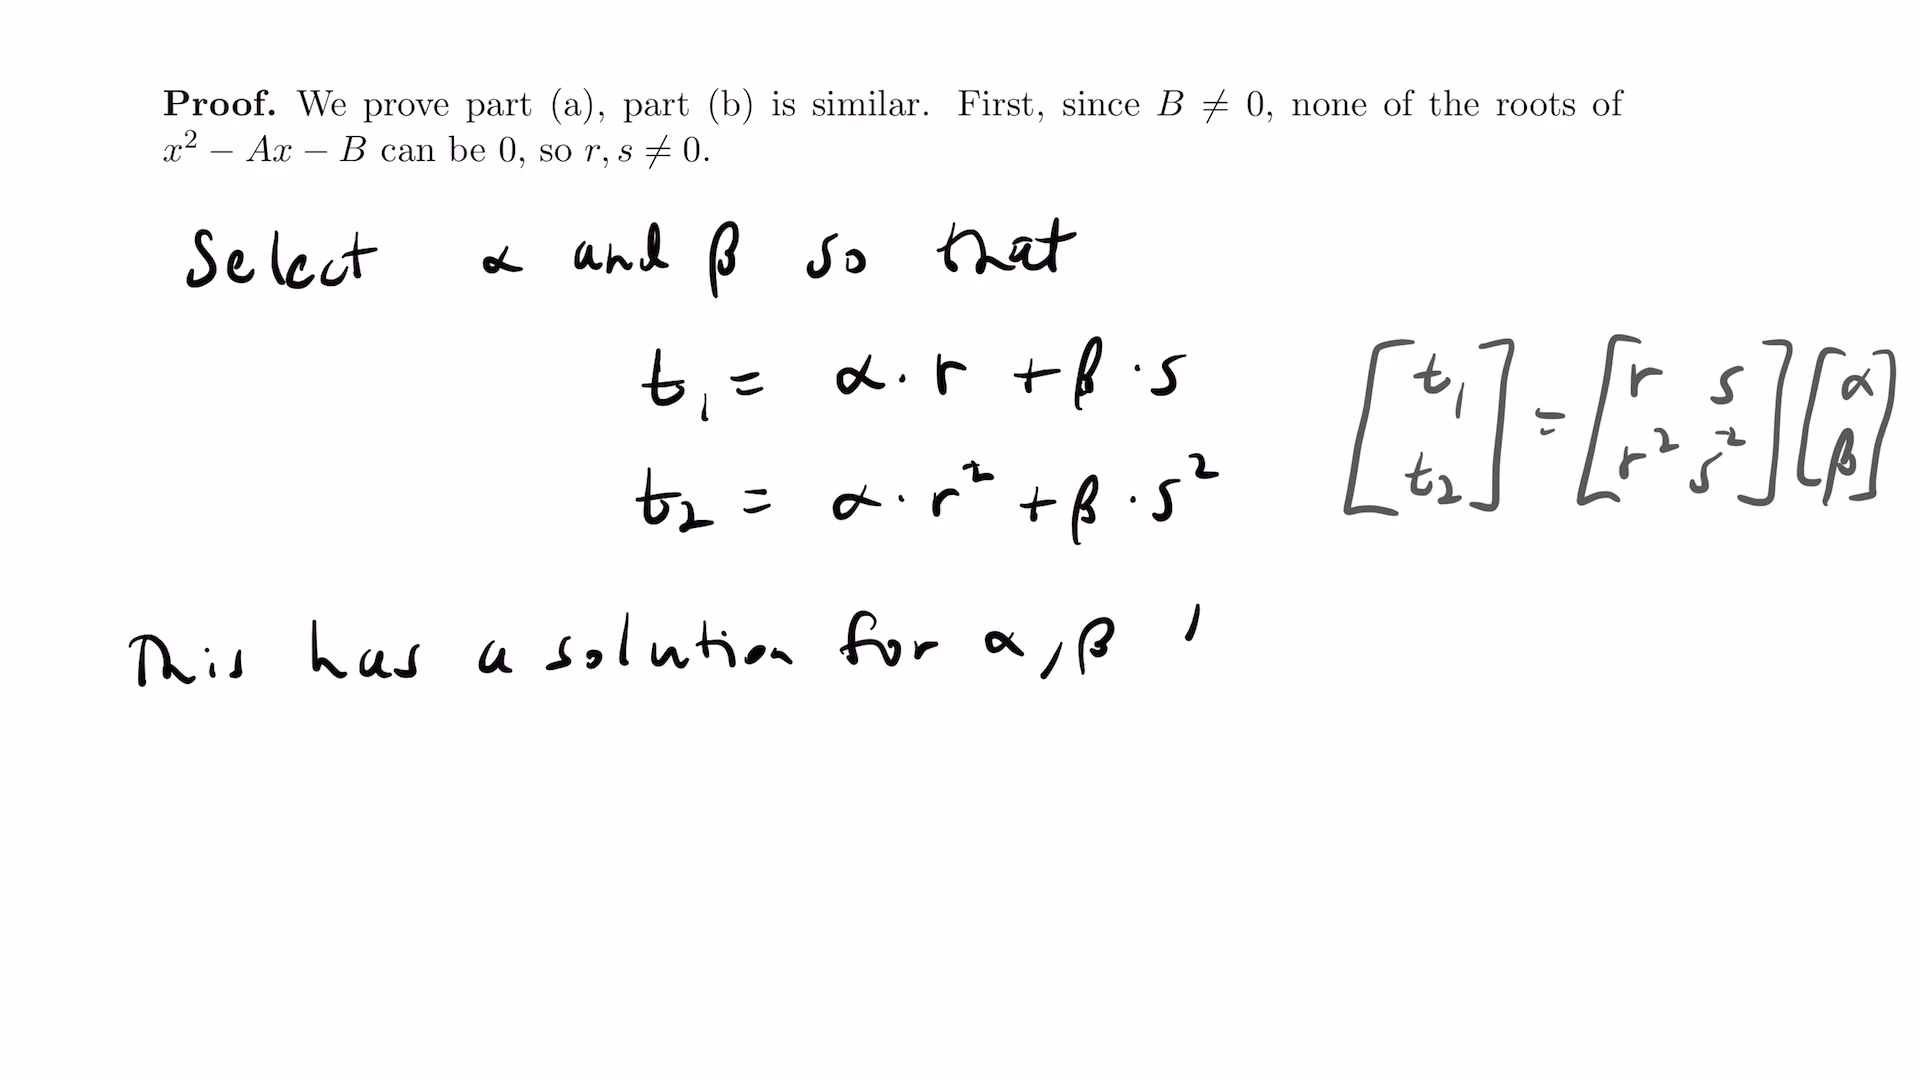 Proof. We prove part (a), part (b) is similar. First, since B ≠ 0, none of the roots of
x² − Ax − B can be 0, so r, s ≠ 0.
Select α and β so that
t₁ = α · r + β · s
t₂ = α · r² + β · s²
[t₁ t₂] = [r s r² s²] [α β]
This has a solution for α, β